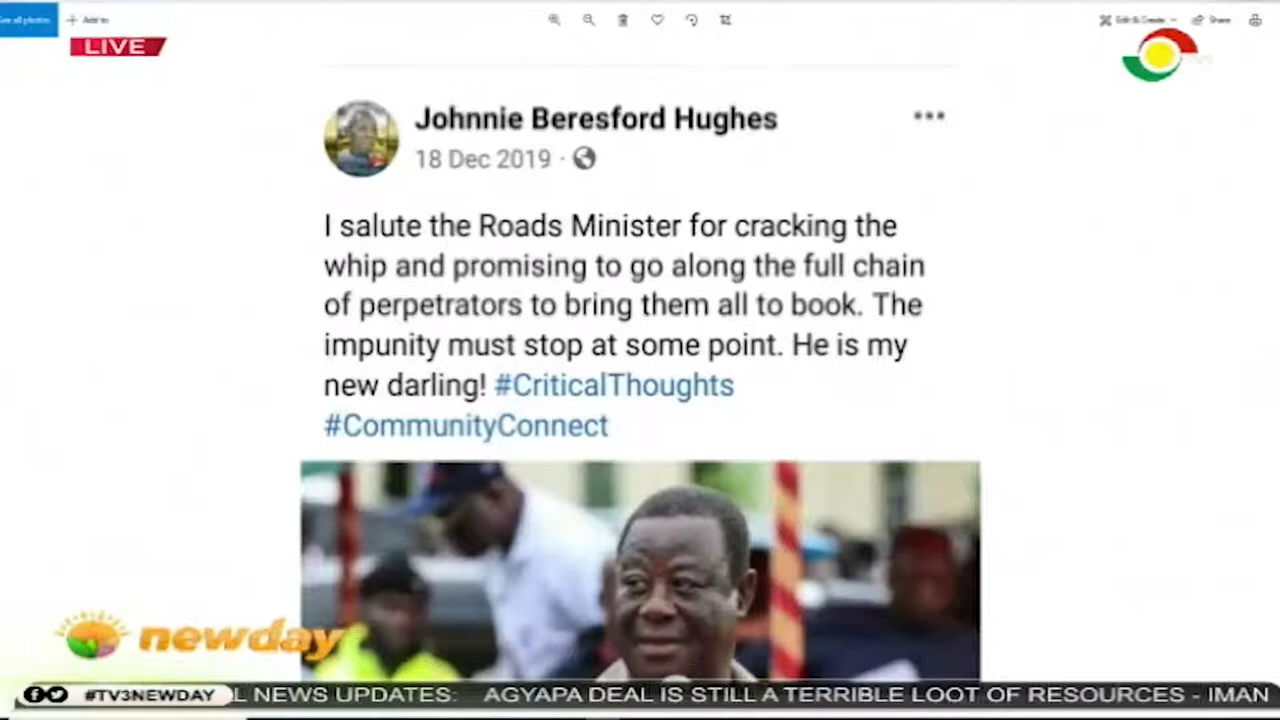 See all photos
Add to
Edit & Create
Share
LIVE
Johnnie Beresford Hughes
18 Dec 2019 ·
I salute the Roads Minister for cracking the
whip and promising to go along the full chain
of perpetrators to bring them all to book. The
impunity must stop at some point. He is my
new darling! #CriticalThoughts
#CommunityConnect
newday
#TV3NEWDAY
L NEWS UPDATES: AGYAPA DEAL IS STILL A TERRIBLE LOOT OF RESOURCES - IMAN